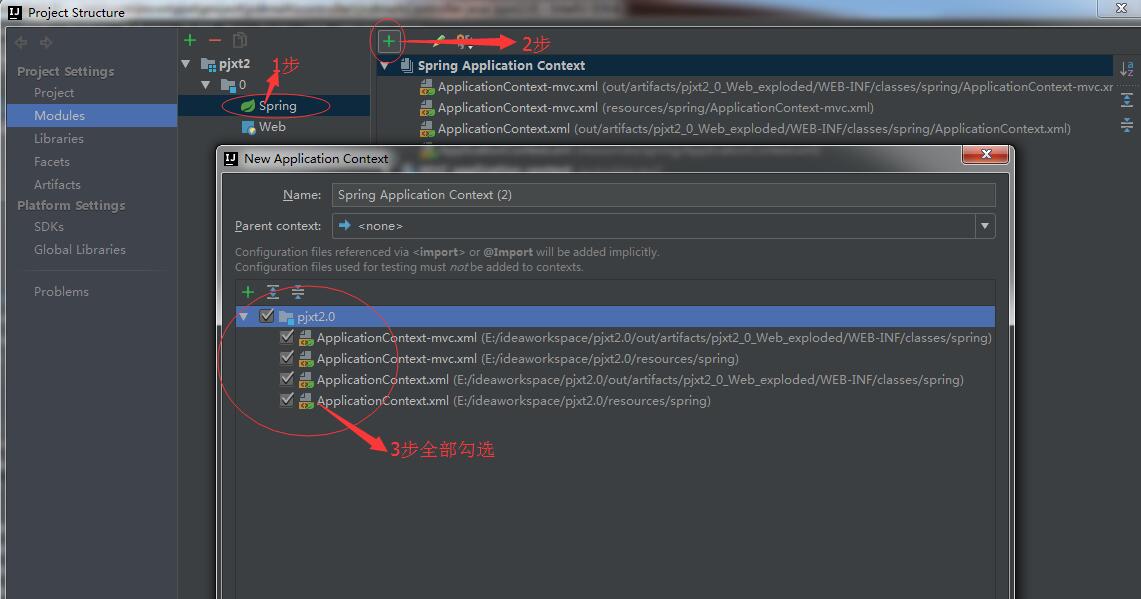 Project Structure
Project Settings
Project
Modules
Libraries
Facets
Artifacts
Platform Settings
SDKs
Global Libraries
Problems
pjxt2
0
Spring
Web
1步
2步
Spring Application Context
ApplicationContext-mvc.xml (out/artifacts/pjxt2_0_Web_exploded/WEB-INF/classes/spring/ApplicationContext-mvc.xr
ApplicationContext-mvc.xml (resources/spring/ApplicationContext-mvc.xml)
ApplicationContext.xml (out/artifacts/pjxt2_0_Web_exploded/WEB-INF/classes/spring/ApplicationContext.xml)
New Application Context
Name: Spring Application Context (2)
Parent context: <none>
Configuration files referenced via <import> or @Import will be added implicitly.
Configuration files used for testing must not be added to contexts.
pjxt2.0
ApplicationContext-mvc.xml (E:/ideaworkspace/pjxt2.0/out/artifacts/pjxt2_0_Web_exploded/WEB-INF/classes/spring)
ApplicationContext-mvc.xml (E:/ideaworkspace/pjxt2.0/resources/spring)
ApplicationContext.xml (E:/ideaworkspace/pjxt2.0/out/artifacts/pjxt2_0_Web_exploded/WEB-INF/classes/spring)
ApplicationContext.xml (E:/ideaworkspace/pjxt2.0/resources/spring)
3步全部勾选